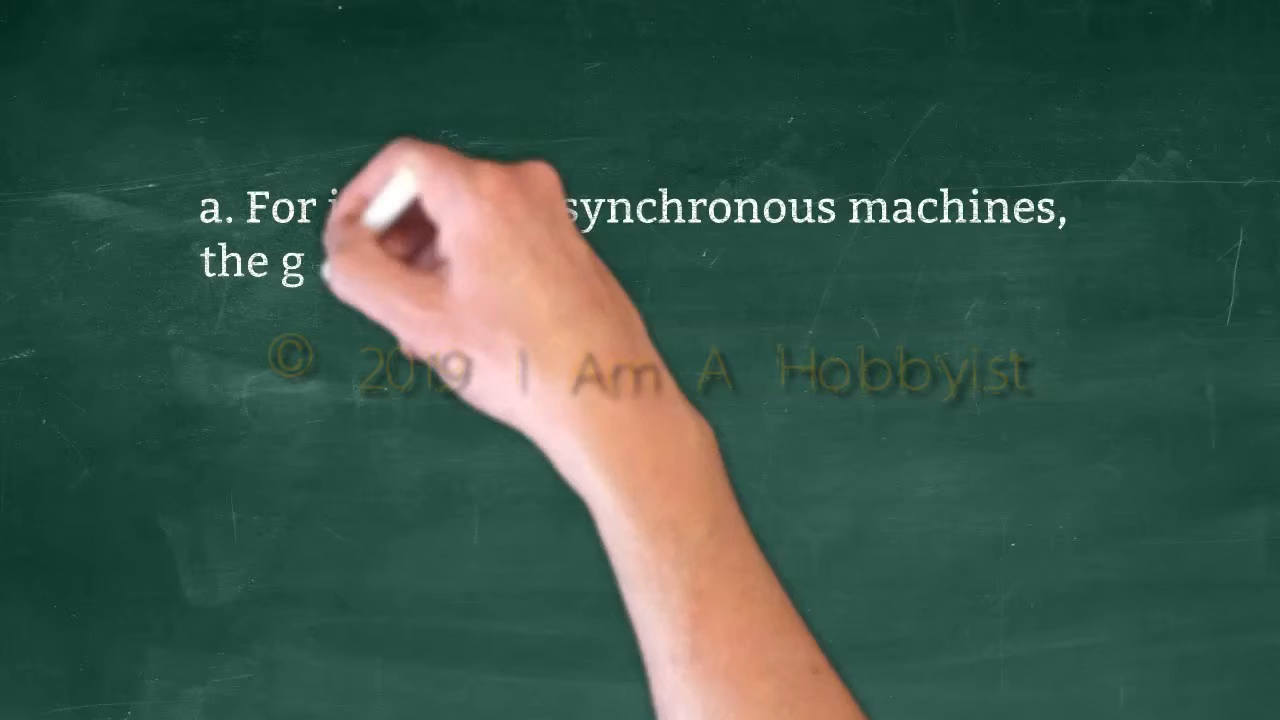 a. For synchronous machines,
the g
© 2019 I Am A Hobbyist